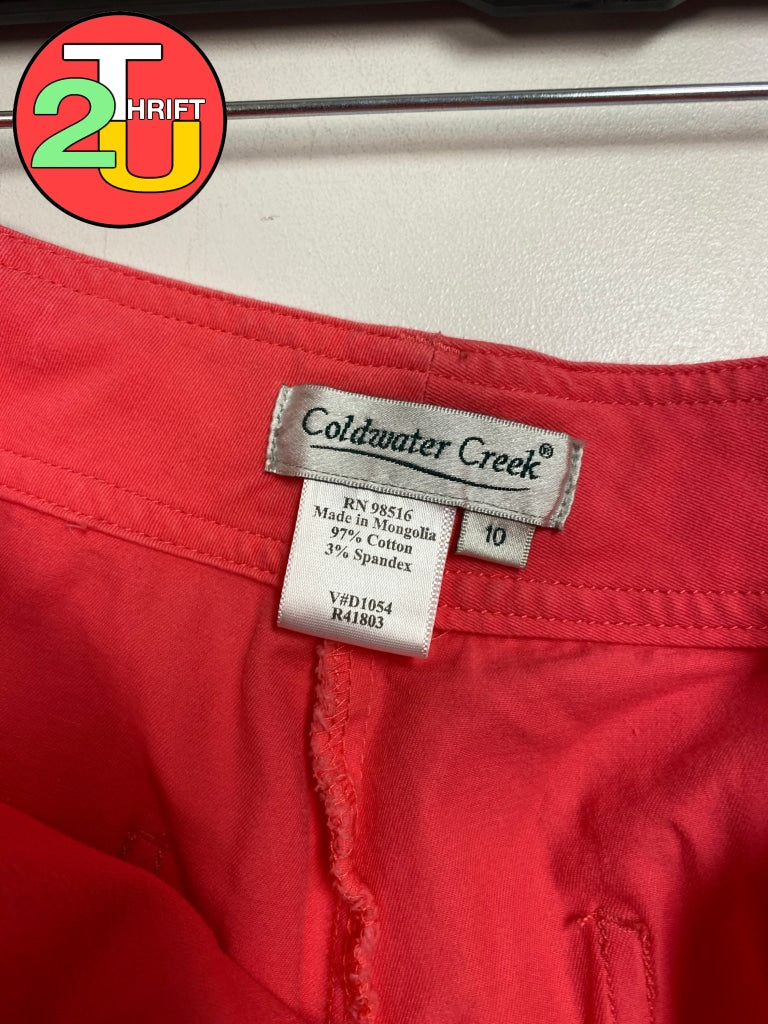 2
T
HRIFT
U
Coldwater Creek®
RN 98516
Made in Mongolia
97% Cotton
3% Spandex
V#D1054
R41803
10